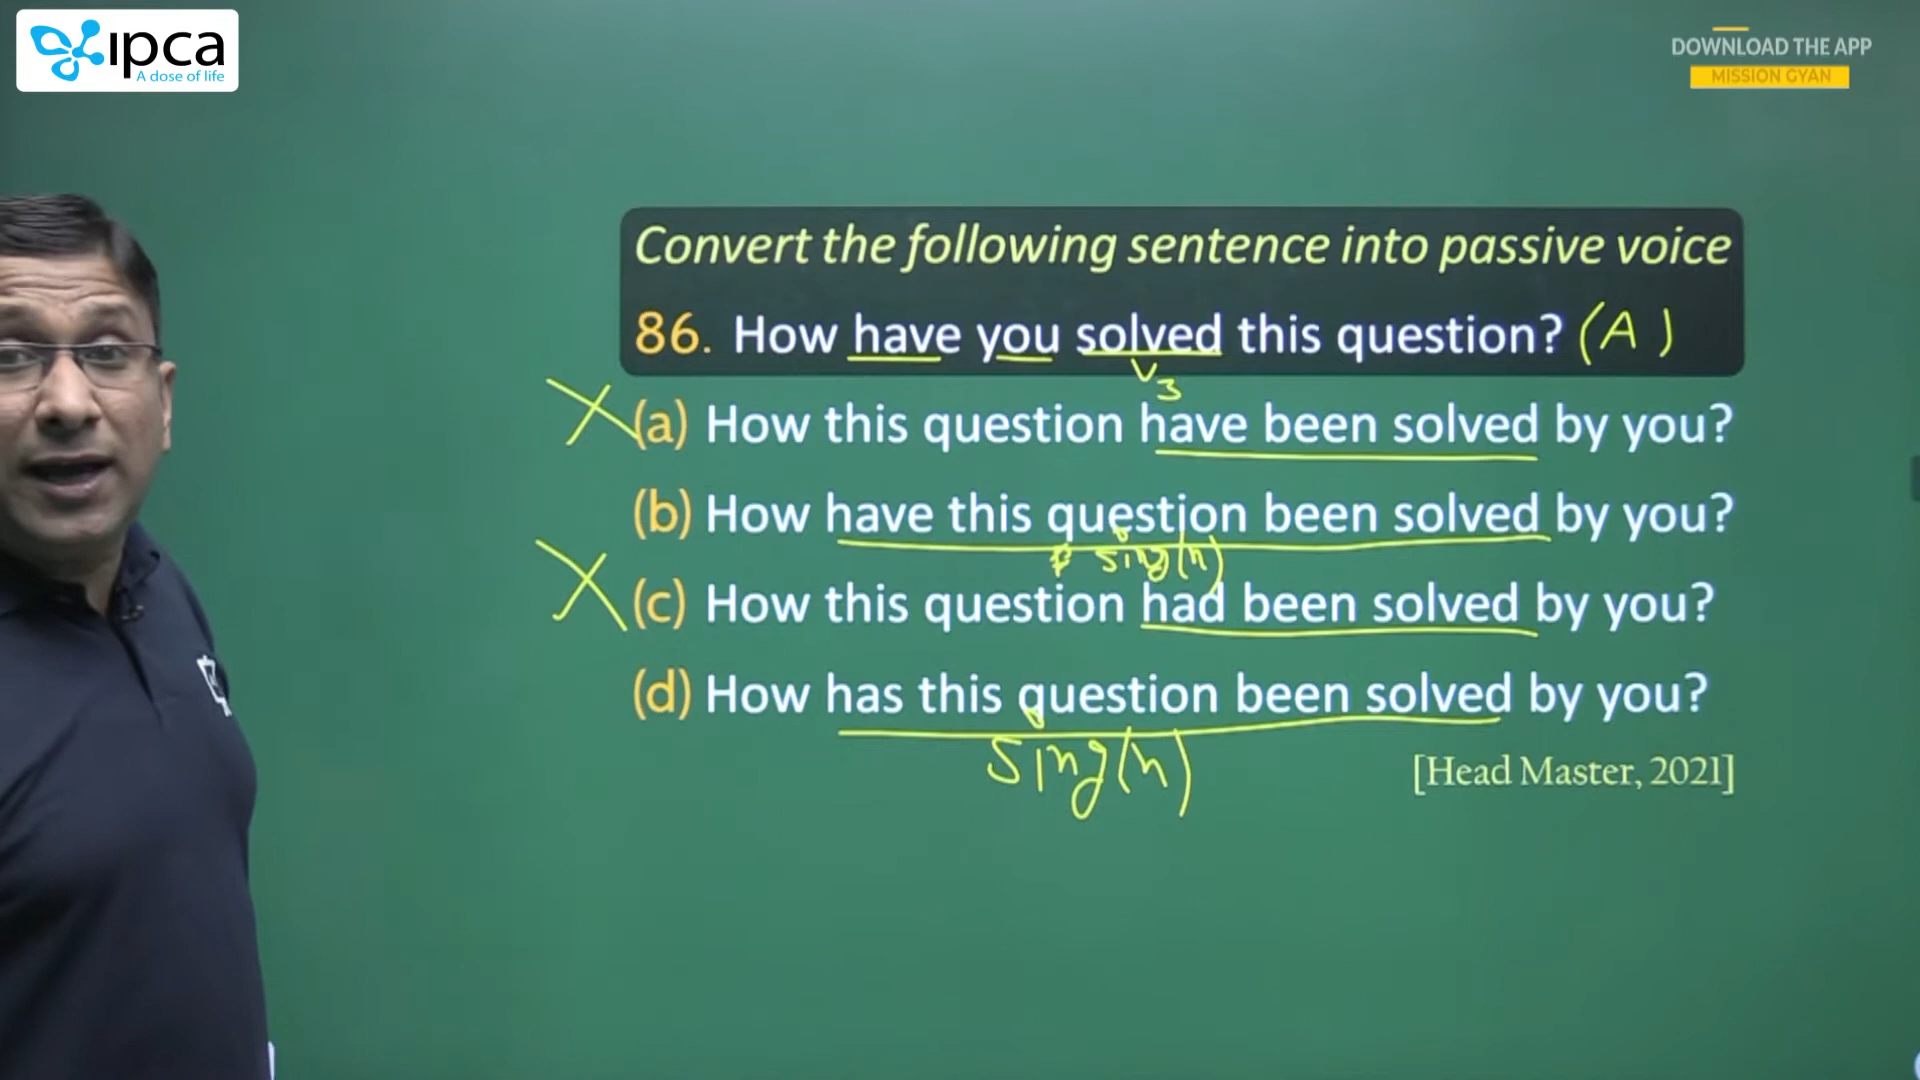 ipca
A dose of life
DOWNLOAD THE APP
MISSION GYAN
Convert the following sentence into passive voice
86. How have you solved this question? (A)
V3
(a) How this question have been solved by you?
(b) How have this question been solved by you?
sing(n)
(c) How this question had been solved by you?
(d) How has this question been solved by you?
sing(n)
[Head Master, 2021]